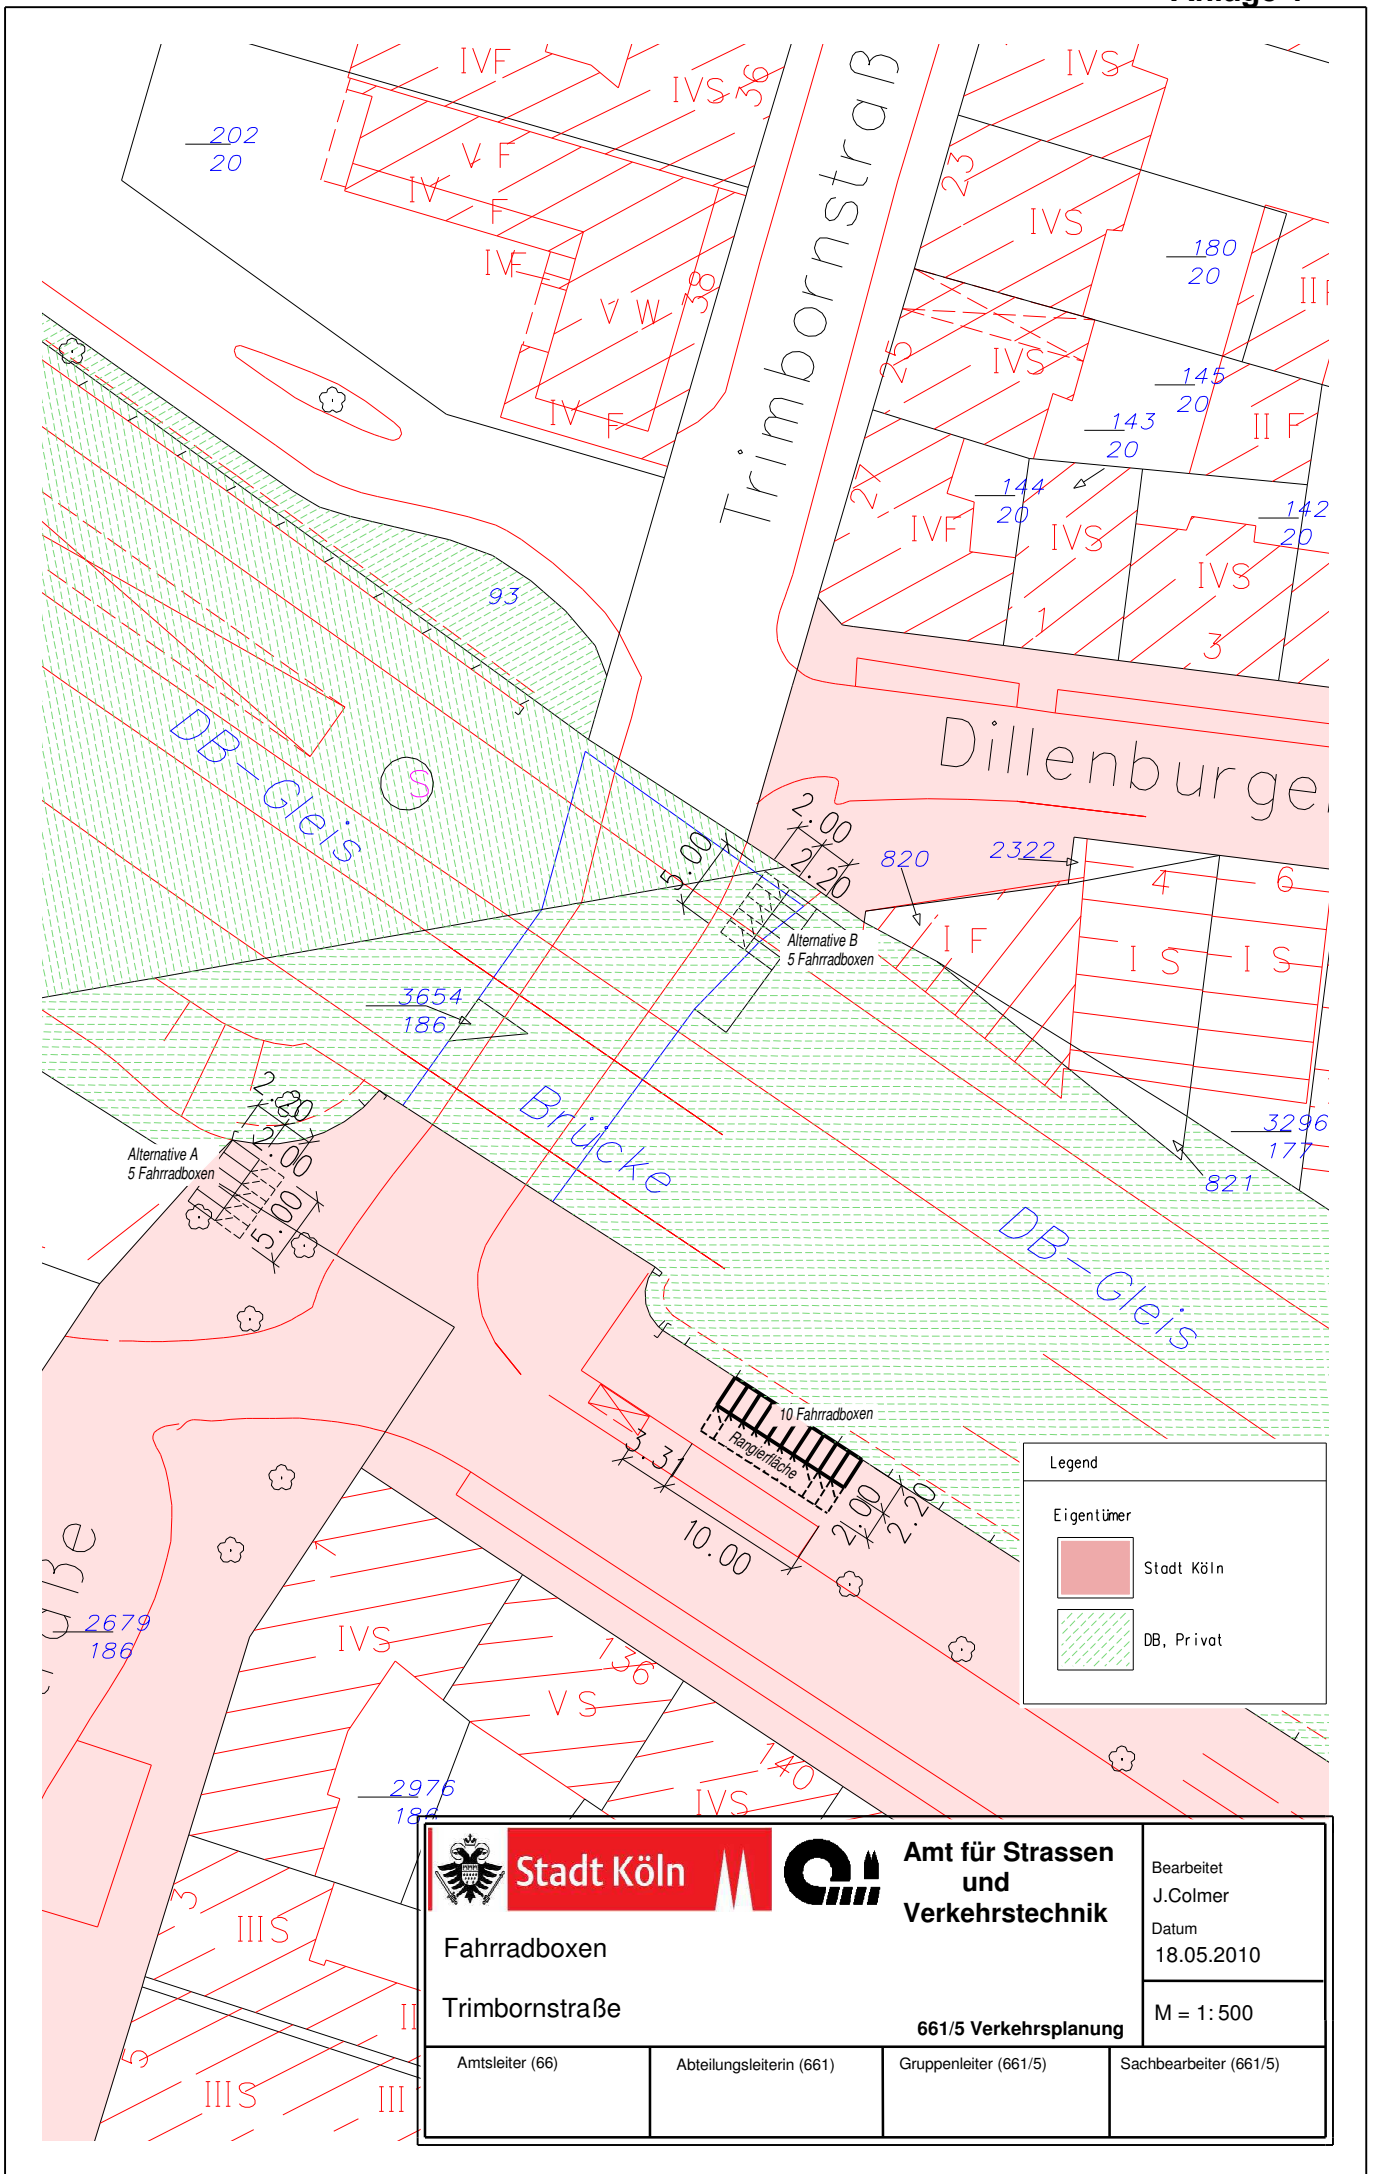 IVF
IVS
36
IVS
202
20
V F
IV
F
23
IVS
180
20
IVF
V W
38
II F
Trimbornstraß
25
IVS
145
20
143
20
II F
IV F
27
144
20
142
20
IVF
IVS
IVS
93
1
3
DB-Gleis
S
Dillenburge
2.00
2.20
5.00
820
2322
4
6
Alternative B
5 Fahrradboxen
I F
I S
I S
3654
186
Brücke
2.20
2.00
5.00
Alternative A
5 Fahrradboxen
3296
177
821
DB-Gleis
10 Fahrradboxen
Rangierfläche
3.31
10.00
2.00
2.20
Legend
Eigentümer
Stadt Köln
DB, Privat
aße
2679
186
IVS
136
V S
140
IVS
2976
186
3
IIIS
II
5
IIIS
III
Stadt Köln
Amt für Strassen
und
Verkehrstechnik
Bearbeitet
J.Colmer
Datum
18.05.2010
Fahrradboxen
Trimbornstraße
661/5 Verkehrsplanung
M = 1: 500
Amtsleiter (66)
Abteilungsleiterin (661)
Gruppenleiter (661/5)
Sachbearbeiter (661/5)